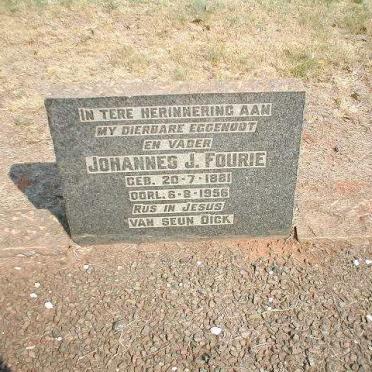 IN TERE HERINNERING AAN
MY DIERBARE EGGENOOT
EN VADER
JOHANNES J. FOURIE
GEB. 20-7-1881
OORL. 6-8-1956
RUS IN JESUS
VAN SEUN DICK